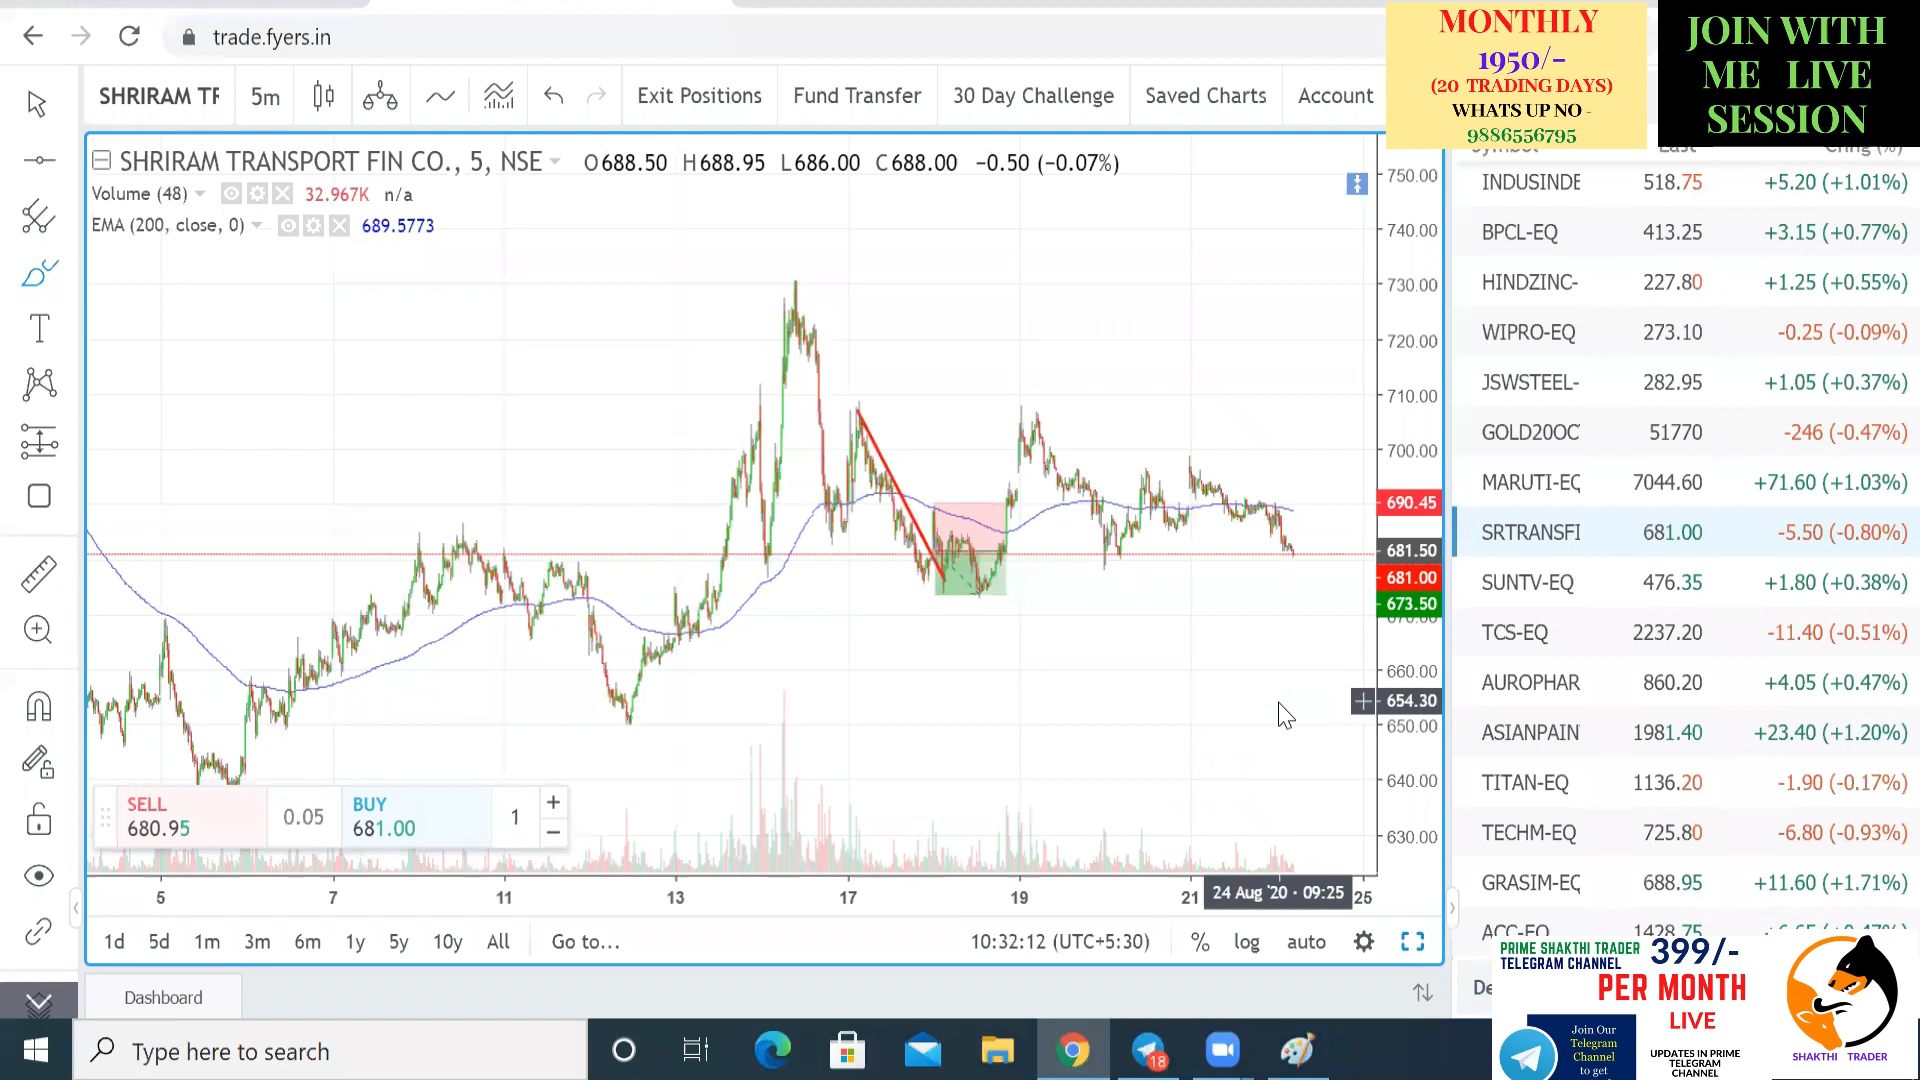 trade.fyers.in
MONTHLY
1950/-
(20 TRADING DAYS)
WHATS UP NO -
9886556795
JOIN WITH
ME LIVE
SESSION
SHRIRAM TF 5m Exit Positions Fund Transfer 30 Day Challenge Saved Charts Account
SHRIRAM TRANSPORT FIN CO., 5, NSE O688.50 H688.95 L686.00 C688.00 −0.50 (−0.07%)
Volume (48) 32.967K n/a
EMA (200, close, 0) 689.5773
750.00
740.00
730.00
720.00
710.00
700.00
690.45
681.50
681.00
673.50
660.00
654.30
650.00
640.00
630.00
SELL
680.95
0.05
BUY
681.00
1
+
−
5 7 11 13 17 19 21 24 Aug '20 · 09:25 25
1d 5d 1m 3m 6m 1y 5y 10y All Go to... 10:32:12 (UTC+5:30) % log auto
Dashboard
INDUSINDE 518.75 +5.20 (+1.01%)
BPCL-EQ 413.25 +3.15 (+0.77%)
HINDZINC- 227.80 +1.25 (+0.55%)
WIPRO-EQ 273.10 -0.25 (-0.09%)
JSWSTEEL- 282.95 +1.05 (+0.37%)
GOLD20OC 51770 -246 (-0.47%)
MARUTI-EQ 7044.60 +71.60 (+1.03%)
SRTRANSFI 681.00 -5.50 (-0.80%)
SUNTV-EQ 476.35 +1.80 (+0.38%)
TCS-EQ 2237.20 -11.40 (-0.51%)
AUROPHAR 860.20 +4.05 (+0.47%)
ASIANPAIN 1981.40 +23.40 (+1.20%)
TITAN-EQ 1136.20 -1.90 (-0.17%)
TECHM-EQ 725.80 -6.80 (-0.93%)
GRASIM-EQ 688.95 +11.60 (+1.71%)
ACC-EQ 1428.75
De
PRIME SHAKTHI TRADER
TELEGRAM CHANNEL
399/-
PER MONTH
LIVE
Join Our
Telegram
Channel
to get
UPDATES IN PRIME
TELEGRAM
CHANNEL
SHAKTHI TRADER
Type here to search
18